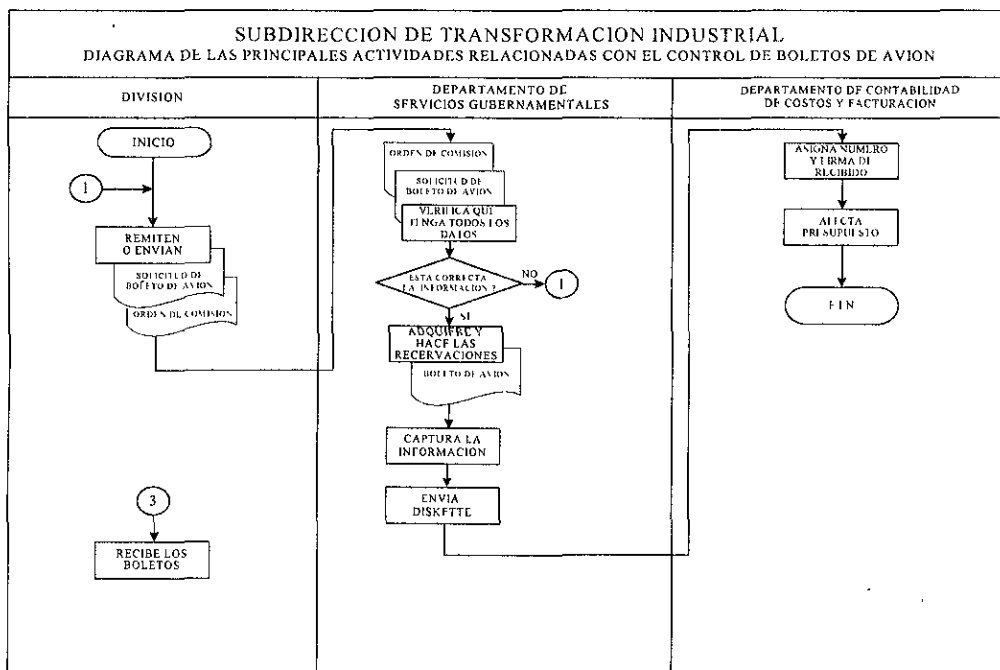 SUBDIRECCION DE TRANSFORMACION INDUSTRIAL
DIAGRAMA DE LAS PRINCIPALES ACTIVIDADES RELACIONADAS CON EL CONTROL DE BOLETOS DE AVION
DIVISION
INICIO
1
REMITEN
O ENVIAN
SOLICITUD DE
BOLETO DE AVION
ORDEN DE COMISION
3
RECIBE LOS
BOLETOS
DEPARTAMENTO DE
SERVICIOS GUBERNAMENTALES
ORDEN DE COMISION
SOLICITUD DE
BOLETO DE AVION
VERIFICA QUE
TENGA TODOS LOS
DATOS
ESTA CORRECTA
LA INFORMACION ?
NO
1
SI
ADQUIERE Y
HACE LAS
RECERVACIONES
BOLETO DE AVION
CAPTURA LA
INFORMACION
ENVIA
DISKETTE
DEPARTAMENTO DE CONTABILIDAD
DE COSTOS Y FACTURACION
ASIGNA NUMERO
Y FIRMA DE
RECIBIDO
AFECTA
PRESUPUESTO
FIN